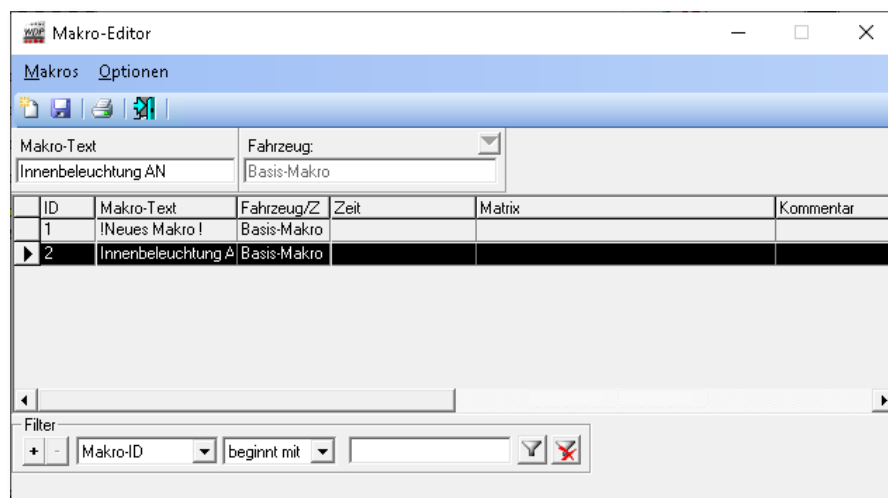 WDP Makro-Editor
Makros Optionen
Makro-Text Fahrzeug:
Innenbeleuchtung AN Basis-Makro
ID Makro-Text Fahrzeug/Z Zeit Matrix Kommentar
1 !Neues Makro ! Basis-Makro
2 Innenbeleuchtung A Basis-Makro
Filter
+ - Makro-ID beginnt mit